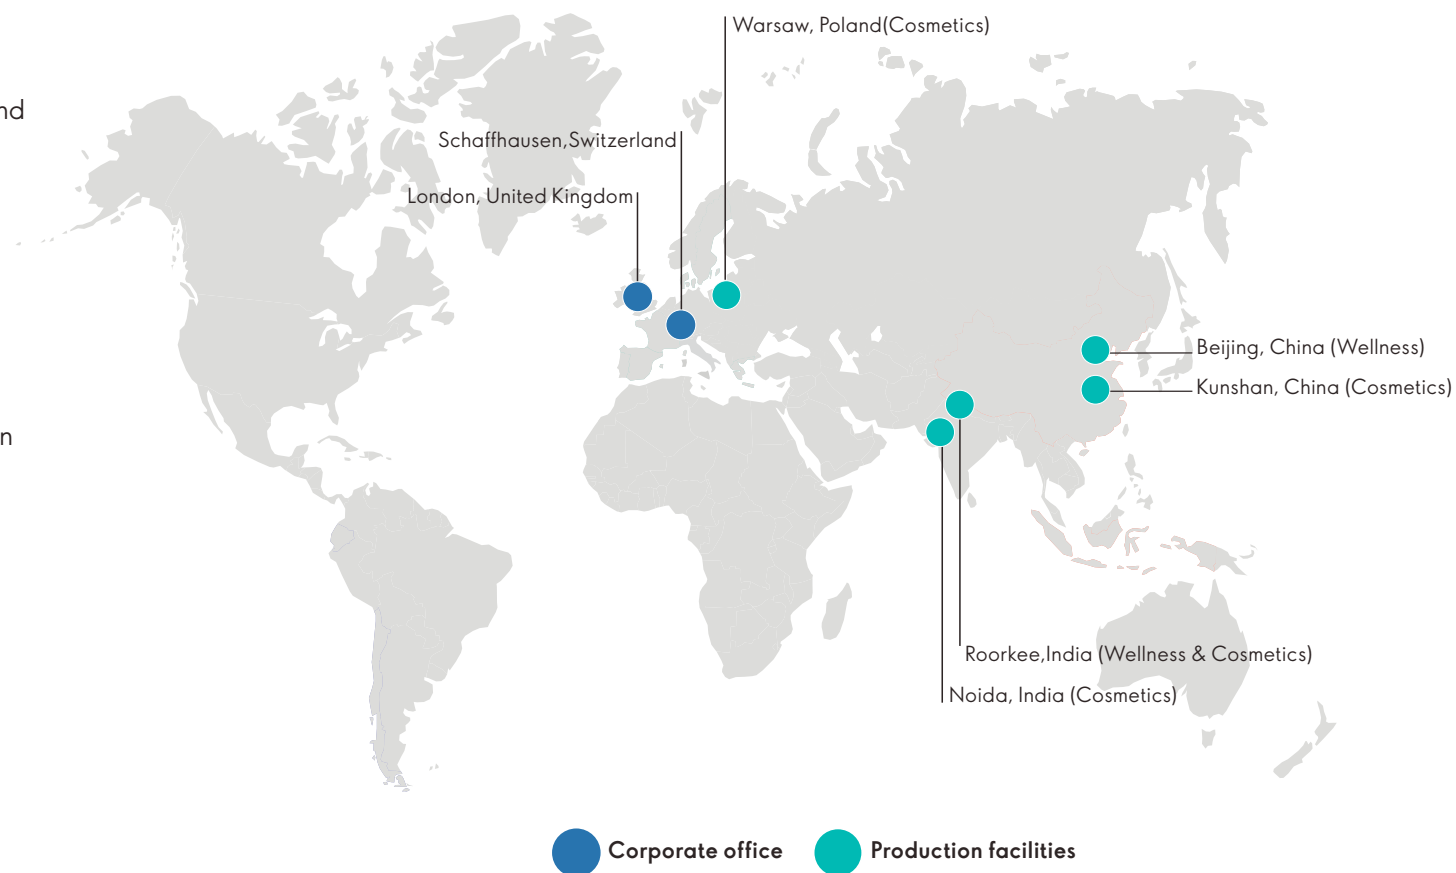 Warsaw, Poland(Cosmetics)
nd
Schaffhausen,Switzerland
London, United Kingdom
Beijing, China (Wellness)
Kunshan, China (Cosmetics)
n
Roorkee,India (Wellness & Cosmetics)
Noida, India (Cosmetics)
Corporate office
Production facilities